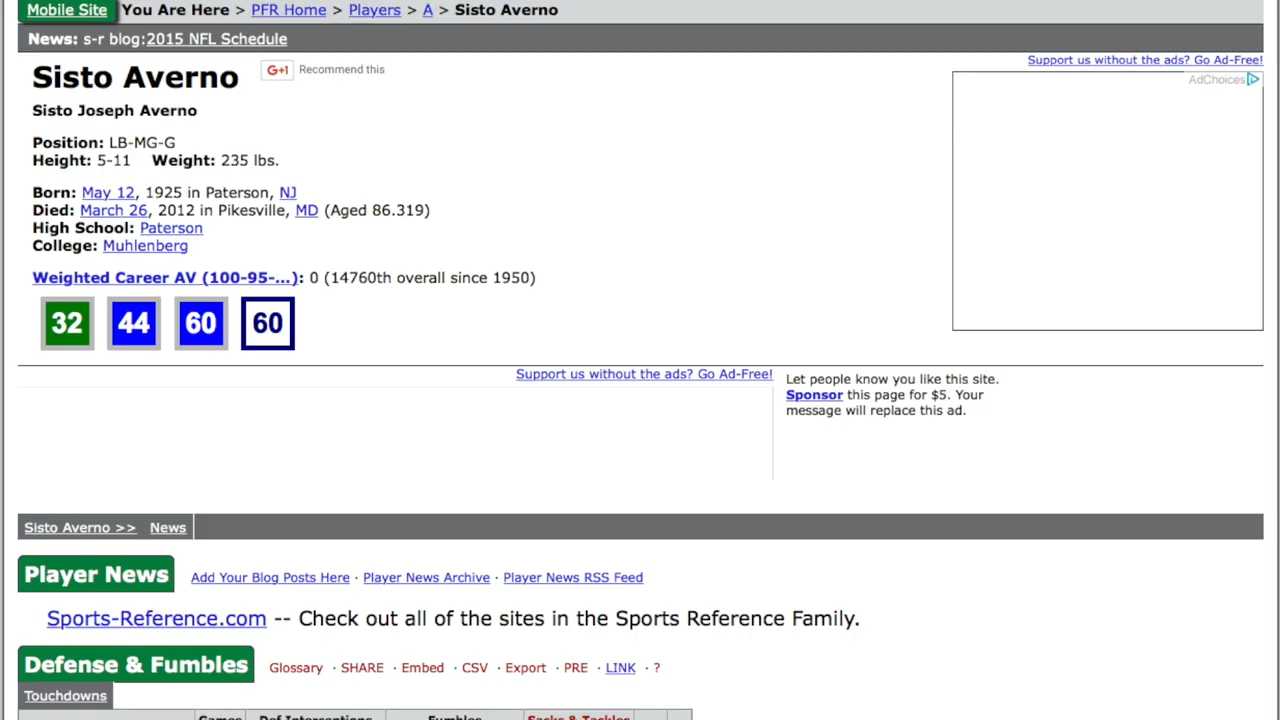 Mobile Site You Are Here > PFR Home > Players > A > Sisto Averno
News: s-r blog:2015 NFL Schedule
Support us without the ads? Go Ad-Free!
Sisto Averno G+1 Recommend this
AdChoices
Sisto Joseph Averno
Position: LB-MG-G
Height: 5-11 Weight: 235 lbs.
Born: May 12, 1925 in Paterson, NJ
Died: March 26, 2012 in Pikesville, MD (Aged 86.319)
High School: Paterson
College: Muhlenberg
Weighted Career AV (100-95-...): 0 (14760th overall since 1950)
32 44 60 60
Support us without the ads? Go Ad-Free!
Let people know you like this site.
Sponsor this page for $5. Your
message will replace this ad.
Sisto Averno >> News
Player News Add Your Blog Posts Here · Player News Archive · Player News RSS Feed
Sports-Reference.com -- Check out all of the sites in the Sports Reference Family.
Defense & Fumbles Glossary · SHARE · Embed · CSV · Export · PRE · LINK · ?
Touchdowns
Games Def Interceptions Fumbles Sacks & Tackles